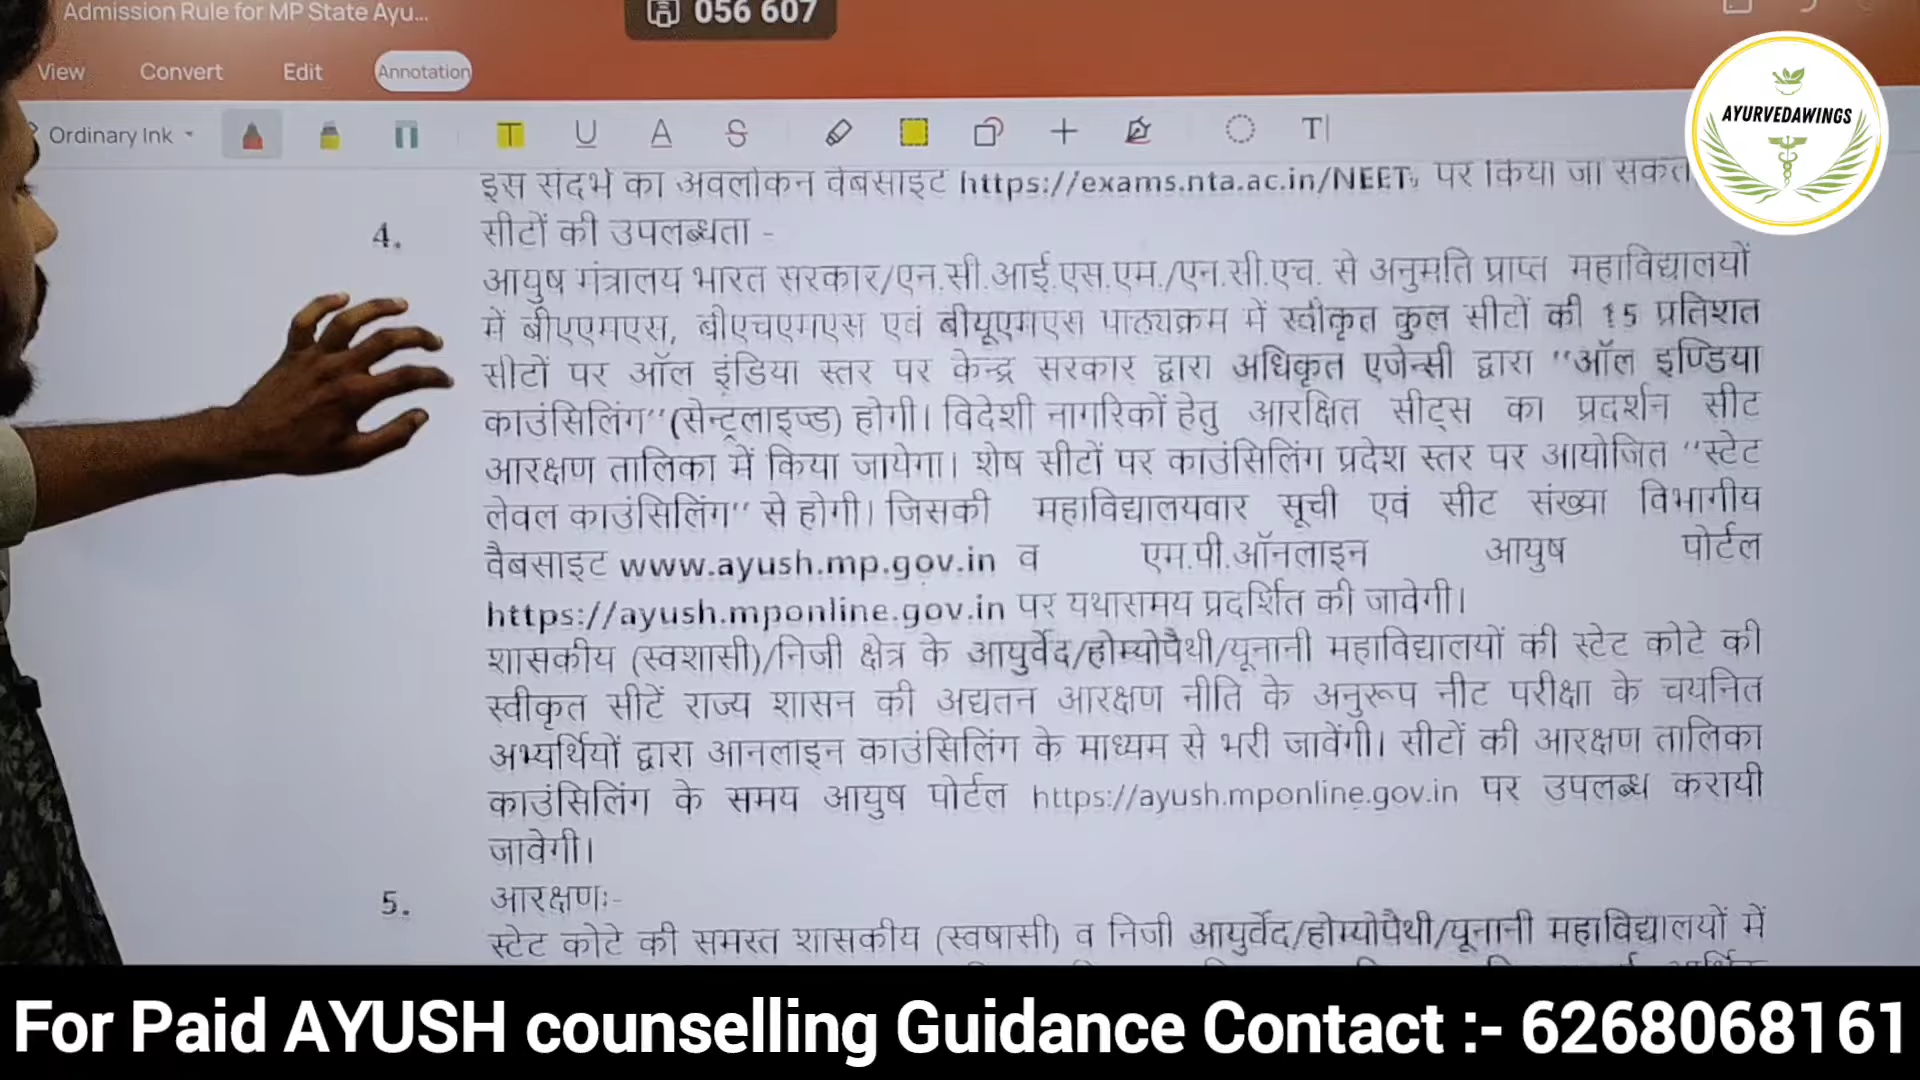 Admission Rule for MP State Ayu...
056 607
View Convert Edit Annotation
AYURVEDAWINGS
Ordinary Ink
T U A S T|
इस संदर्भ का अवलोकन वेबसाइट https://exams.nta.ac.in/NEET, पर किया जा सकत
4. सीटों की उपलब्धता -
आयुष मंत्रालय भारत सरकार/एन.सी.आई.एस.एम./एन.सी.एच. से अनुमति प्राप्त महाविद्यालयों
में बीएएमएस, बीएचएमएस एवं बीयूएमएस पाठ्यक्रम में स्वीकृत कुल सीटों की 15 प्रतिशत
सीटों पर ऑल इंडिया स्तर पर केन्द्र सरकार द्वारा अधिकृत एजेन्सी द्वारा ''ऑल इण्डिया
काउंसिलिंग''(सेन्ट्रलाइज्ड) होगी। विदेशी नागरिकों हेतु आरक्षित सीट्स का प्रदर्शन सीट
आरक्षण तालिका में किया जायेगा। शेष सीटों पर काउंसिलिंग प्रदेश स्तर पर आयोजित ''स्टेट
लेवल काउंसिलिंग'' से होगी। जिसकी महाविद्यालयवार सूची एवं सीट संख्या विभागीय
वैबसाइट www.ayush.mp.gov.in व एम.पी.ऑनलाइन आयुष पोर्टल
https://ayush.mponline.gov.in पर यथासमय प्रदर्शित की जावेगी।
शासकीय (स्वशासी)/निजी क्षेत्र के आयुर्वेद/होम्योपैथी/यूनानी महाविद्यालयों की स्टेट कोटे की
स्वीकृत सीटें राज्य शासन की अद्यतन आरक्षण नीति के अनुरूप नीट परीक्षा के चयनित
अभ्यर्थियों द्वारा आनलाइन काउंसिलिंग के माध्यम से भरी जावेंगी। सीटों की आरक्षण तालिका
काउंसिलिंग के समय आयुष पोर्टल https://ayush.mponline.gov.in पर उपलब्ध करायी
जावेगी।
5. आरक्षणः-
स्टेट कोटे की समस्त शासकीय (स्वषासी) व निजी आयुर्वेद/होम्योपैथी/यूनानी महाविद्यालयों में
For Paid AYUSH counselling Guidance Contact :- 6268068161